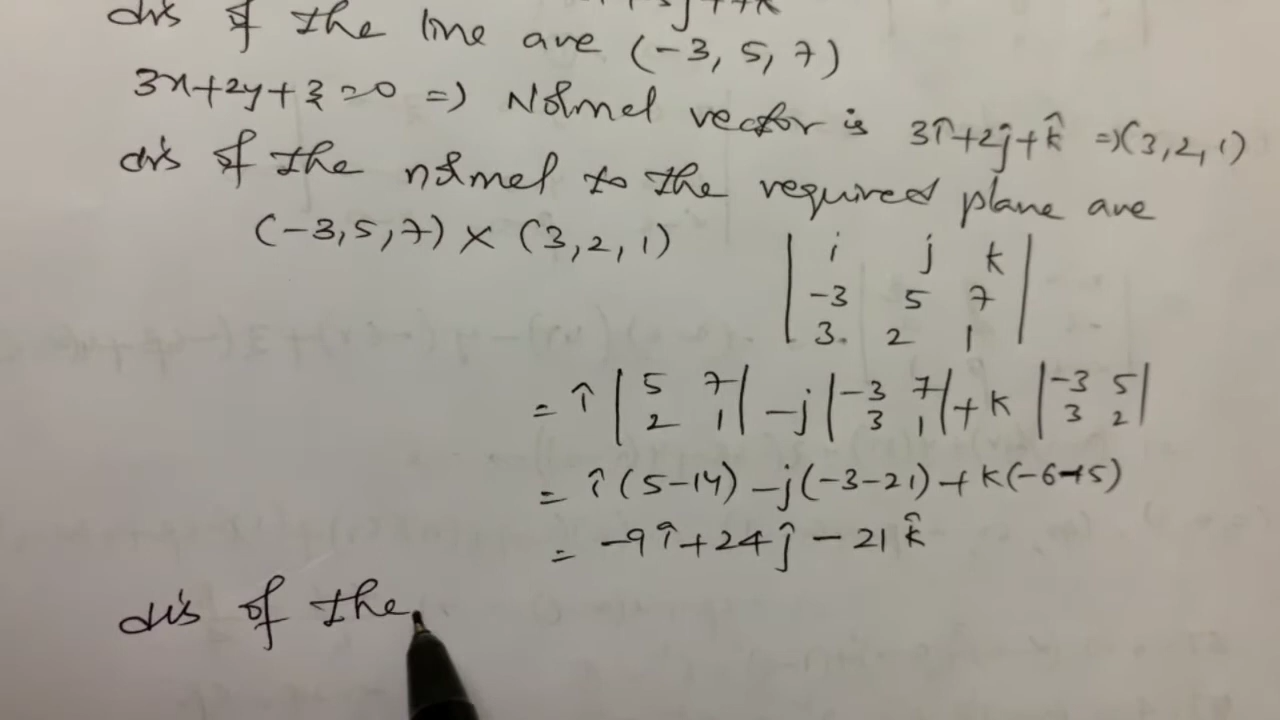 dr's of the line are (-3, 5, 7)
3x+2y+z=0 => Normal vector is 3î+2ĵ+k̂ =>(3,2,1)
dr's of the normal to the required plane are
(-3,5,7) × (3,2,1)
| i j k |
| -3 5 7 |
| 3. 2 1 |
= î | 5 7 | -j | -3 7 | + k | -3 5 |
| 2 1 | | 3 1 | | 3 2 |
= î (5-14) -j (-3-21) + k(-6-15)
= -9î+24ĵ-21k̂
dr's of the